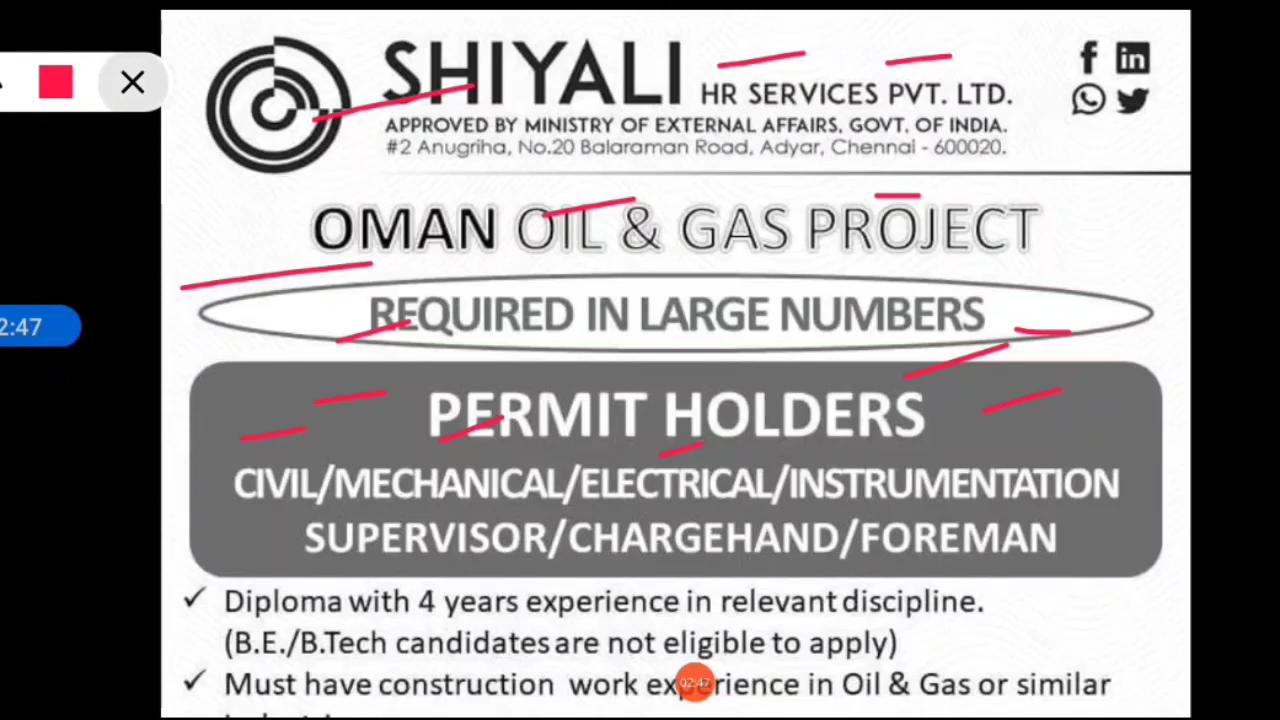 SHIYALI HR SERVICES PVT. LTD.
APPROVED BY MINISTRY OF EXTERNAL AFFAIRS, GOVT. OF INDIA.
#2 Anugriha, No.20 Balaraman Road, Adyar, Chennai - 600020.
OMAN OIL & GAS PROJECT
REQUIRED IN LARGE NUMBERS
2:47
PERMIT HOLDERS
CIVIL/MECHANICAL/ELECTRICAL/INSTRUMENTATION
SUPERVISOR/CHARGEHAND/FOREMAN
✓ Diploma with 4 years experience in relevant discipline.
(B.E./B.Tech candidates are not eligible to apply)
✓ Must have construction work experience in Oil & Gas or similar
02:47